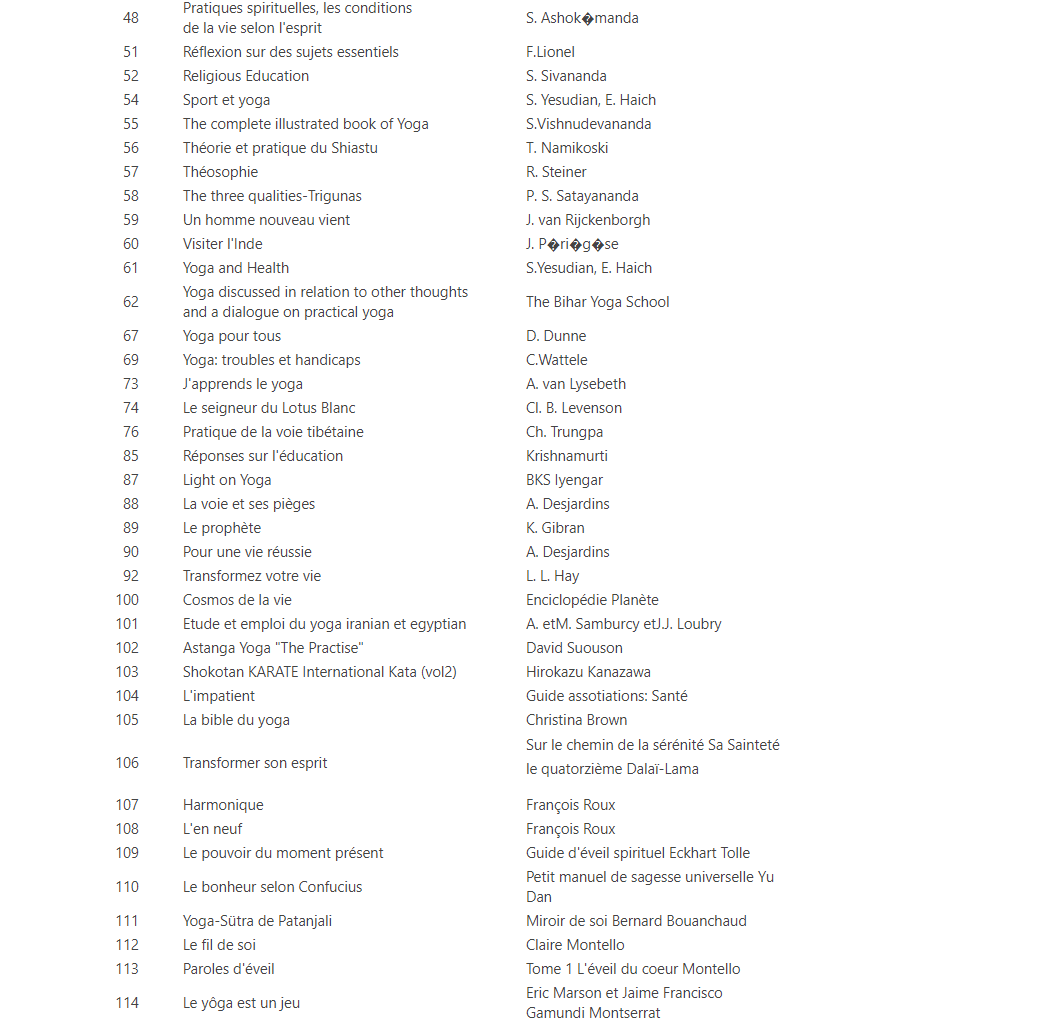 48 Pratiques spirituelles, les conditions
de la vie selon l'esprit S. Ashok�manda
51 Réflexion sur des sujets essentiels F.Lionel
52 Religious Education S. Sivananda
54 Sport et yoga S. Yesudian, E. Haich
55 The complete illustrated book of Yoga S.Vishnudevananda
56 Théorie et pratique du Shiastu T. Namikoski
57 Théosophie R. Steiner
58 The three qualities-Trigunas P. S. Satayananda
59 Un homme nouveau vient J. van Rijckenborgh
60 Visiter l'Inde J. P�ri�g�se
61 Yoga and Health S.Yesudian, E. Haich
62 Yoga discussed in relation to other thoughts
and a dialogue on practical yoga The Bihar Yoga School
67 Yoga pour tous D. Dunne
69 Yoga: troubles et handicaps C.Wattele
73 J'apprends le yoga A. van Lysebeth
74 Le seigneur du Lotus Blanc Cl. B. Levenson
76 Pratique de la voie tibétaine Ch. Trungpa
85 Réponses sur l'éducation Krishnamurti
87 Light on Yoga BKS Iyengar
88 La voie et ses pièges A. Desjardins
89 Le prophète K. Gibran
90 Pour une vie réussie A. Desjardins
92 Transformez votre vie L. L. Hay
100 Cosmos de la vie Enciclopédie Planète
101 Etude et emploi du yoga iranian et egyptian A. etM. Samburcy etJ.J. Loubry
102 Astanga Yoga "The Practise" David Suouson
103 Shokotan KARATE International Kata (vol2) Hirokazu Kanazawa
104 L'impatient Guide assotiations: Santé
105 La bible du yoga Christina Brown
106 Transformer son esprit Sur le chemin de la sérénité Sa Sainteté
le quatorzième Dalaï-Lama
107 Harmonique François Roux
108 L'en neuf François Roux
109 Le pouvoir du moment présent Guide d'éveil spirituel Eckhart Tolle
110 Le bonheur selon Confucius Petit manuel de sagesse universelle Yu
Dan
111 Yoga-Sütra de Patanjali Miroir de soi Bernard Bouanchaud
112 Le fil de soi Claire Montello
113 Paroles d'éveil Tome 1 L'éveil du coeur Montello
114 Le yôga est un jeu Eric Marson et Jaime Francisco
Gamundi Montserrat